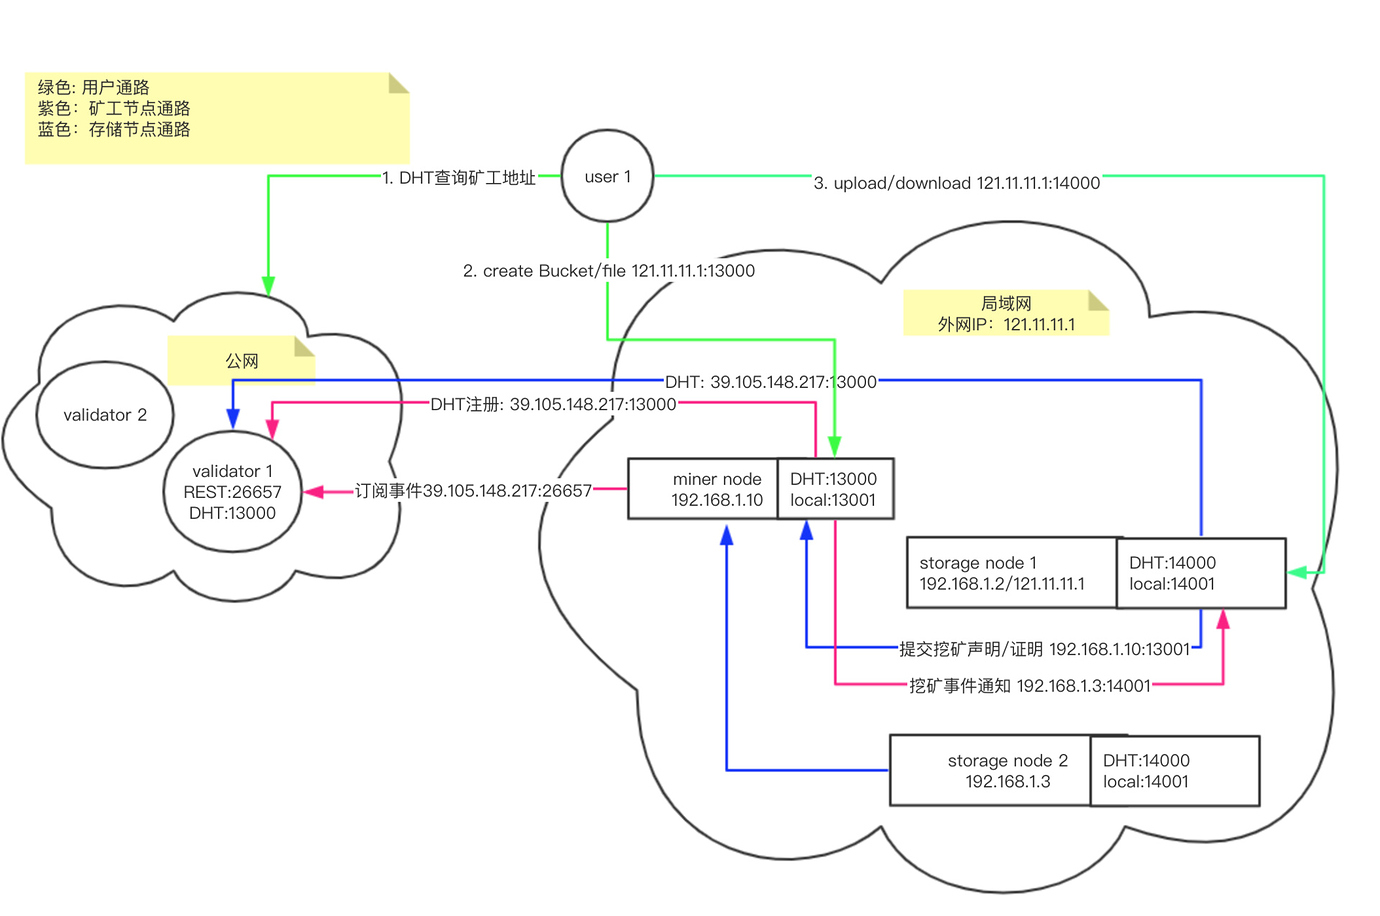 绿色: 用户通路
紫色：矿工节点通路
蓝色：存储节点通路
1. DHT查询矿工地址
user 1
3. upload/download 121.11.11.1:14000
2. create Bucket/file 121.11.11.1:13000
局域网
外网IP：121.11.11.1
公网
DHT: 39.105.148.217:13000
DHT注册: 39.105.148.217:13000
validator 2
validator 1
REST:26657
DHT:13000
订阅事件39.105.148.217:26657
miner node
192.168.1.10
DHT:13000
local:13001
storage node 1
192.168.1.2/121.11.11.1
DHT:14000
local:14001
提交挖矿声明/证明 192.168.1.10:13001
挖矿事件通知 192.168.1.3:14001
storage node 2
192.168.1.3
DHT:14000
local:14001